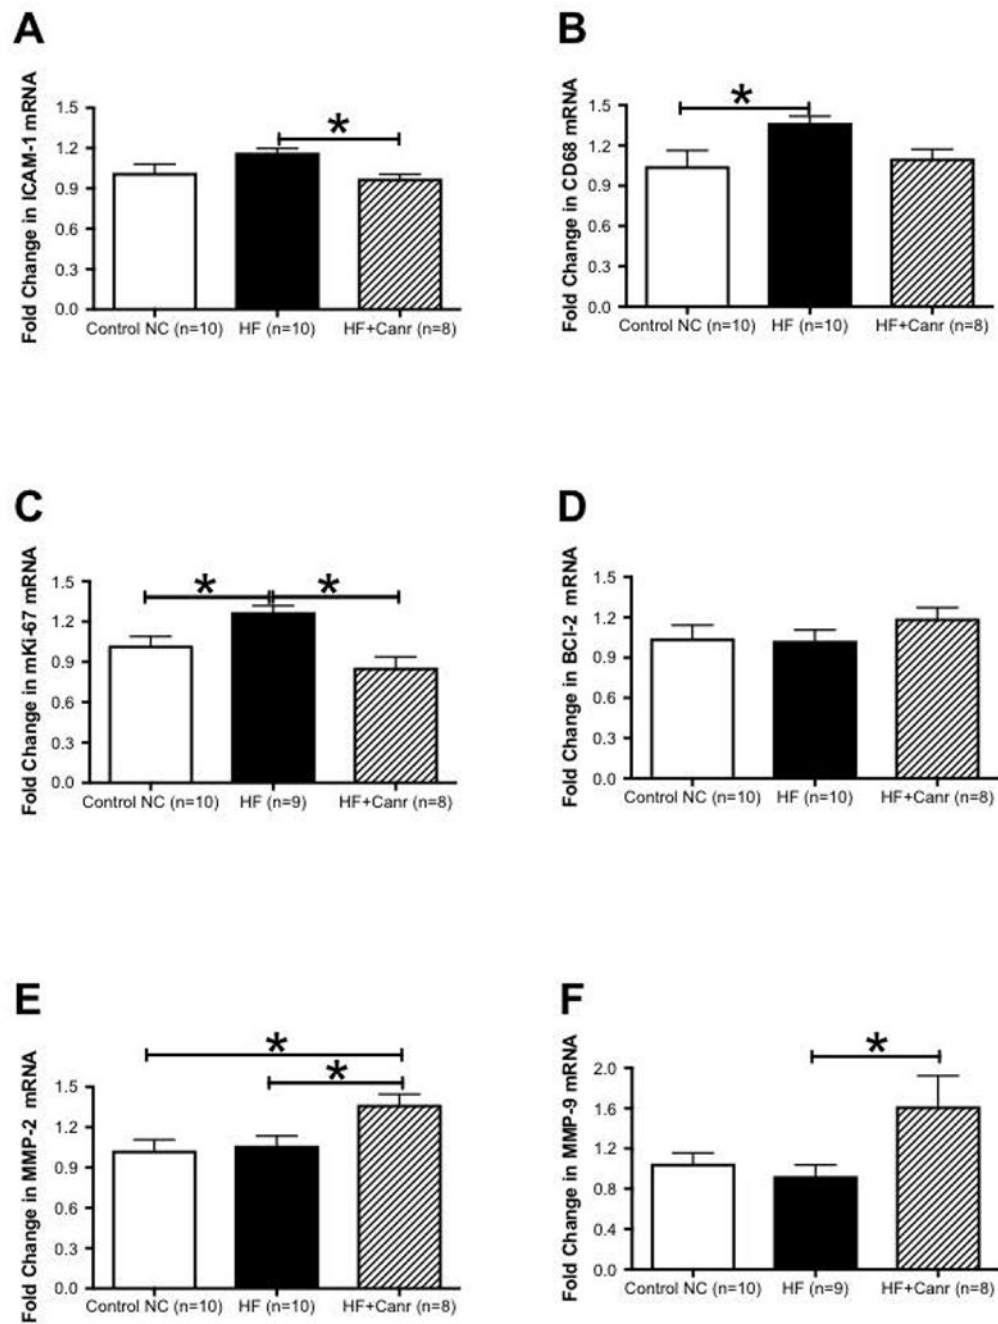 A
Fold Change in ICAM-1 mRNA
1.5
1.2
0.9
0.6
0.3
0.0
*
Control NC (n=10) HF (n=10) HF+Canr (n=8)
B
Fold Change in CD68 mRNA
1.5
1.2
0.9
0.6
0.3
0.0
*
Control NC (n=10) HF (n=10) HF+Canr (n=8)
C
Fold Change in mKi-67 mRNA
1.5
1.2
0.9
0.6
0.3
0.0
* *
Control NC (n=10) HF (n=9) HF+Canr (n=8)
D
Fold Change in BCl-2 mRNA
1.5
1.2
0.9
0.6
0.3
0.0
Control NC (n=10) HF (n=10) HF+Canr (n=8)
E
Fold Change in MMP-2 mRNA
1.5
1.2
0.9
0.6
0.3
0.0
*
*
Control NC (n=10) HF (n=10) HF+Canr (n=8)
F
Fold Change in MMP-9 mRNA
2.0
1.6
1.2
0.8
0.4
0.0
*
Control NC (n=10) HF (n=9) HF+Canr (n=8)